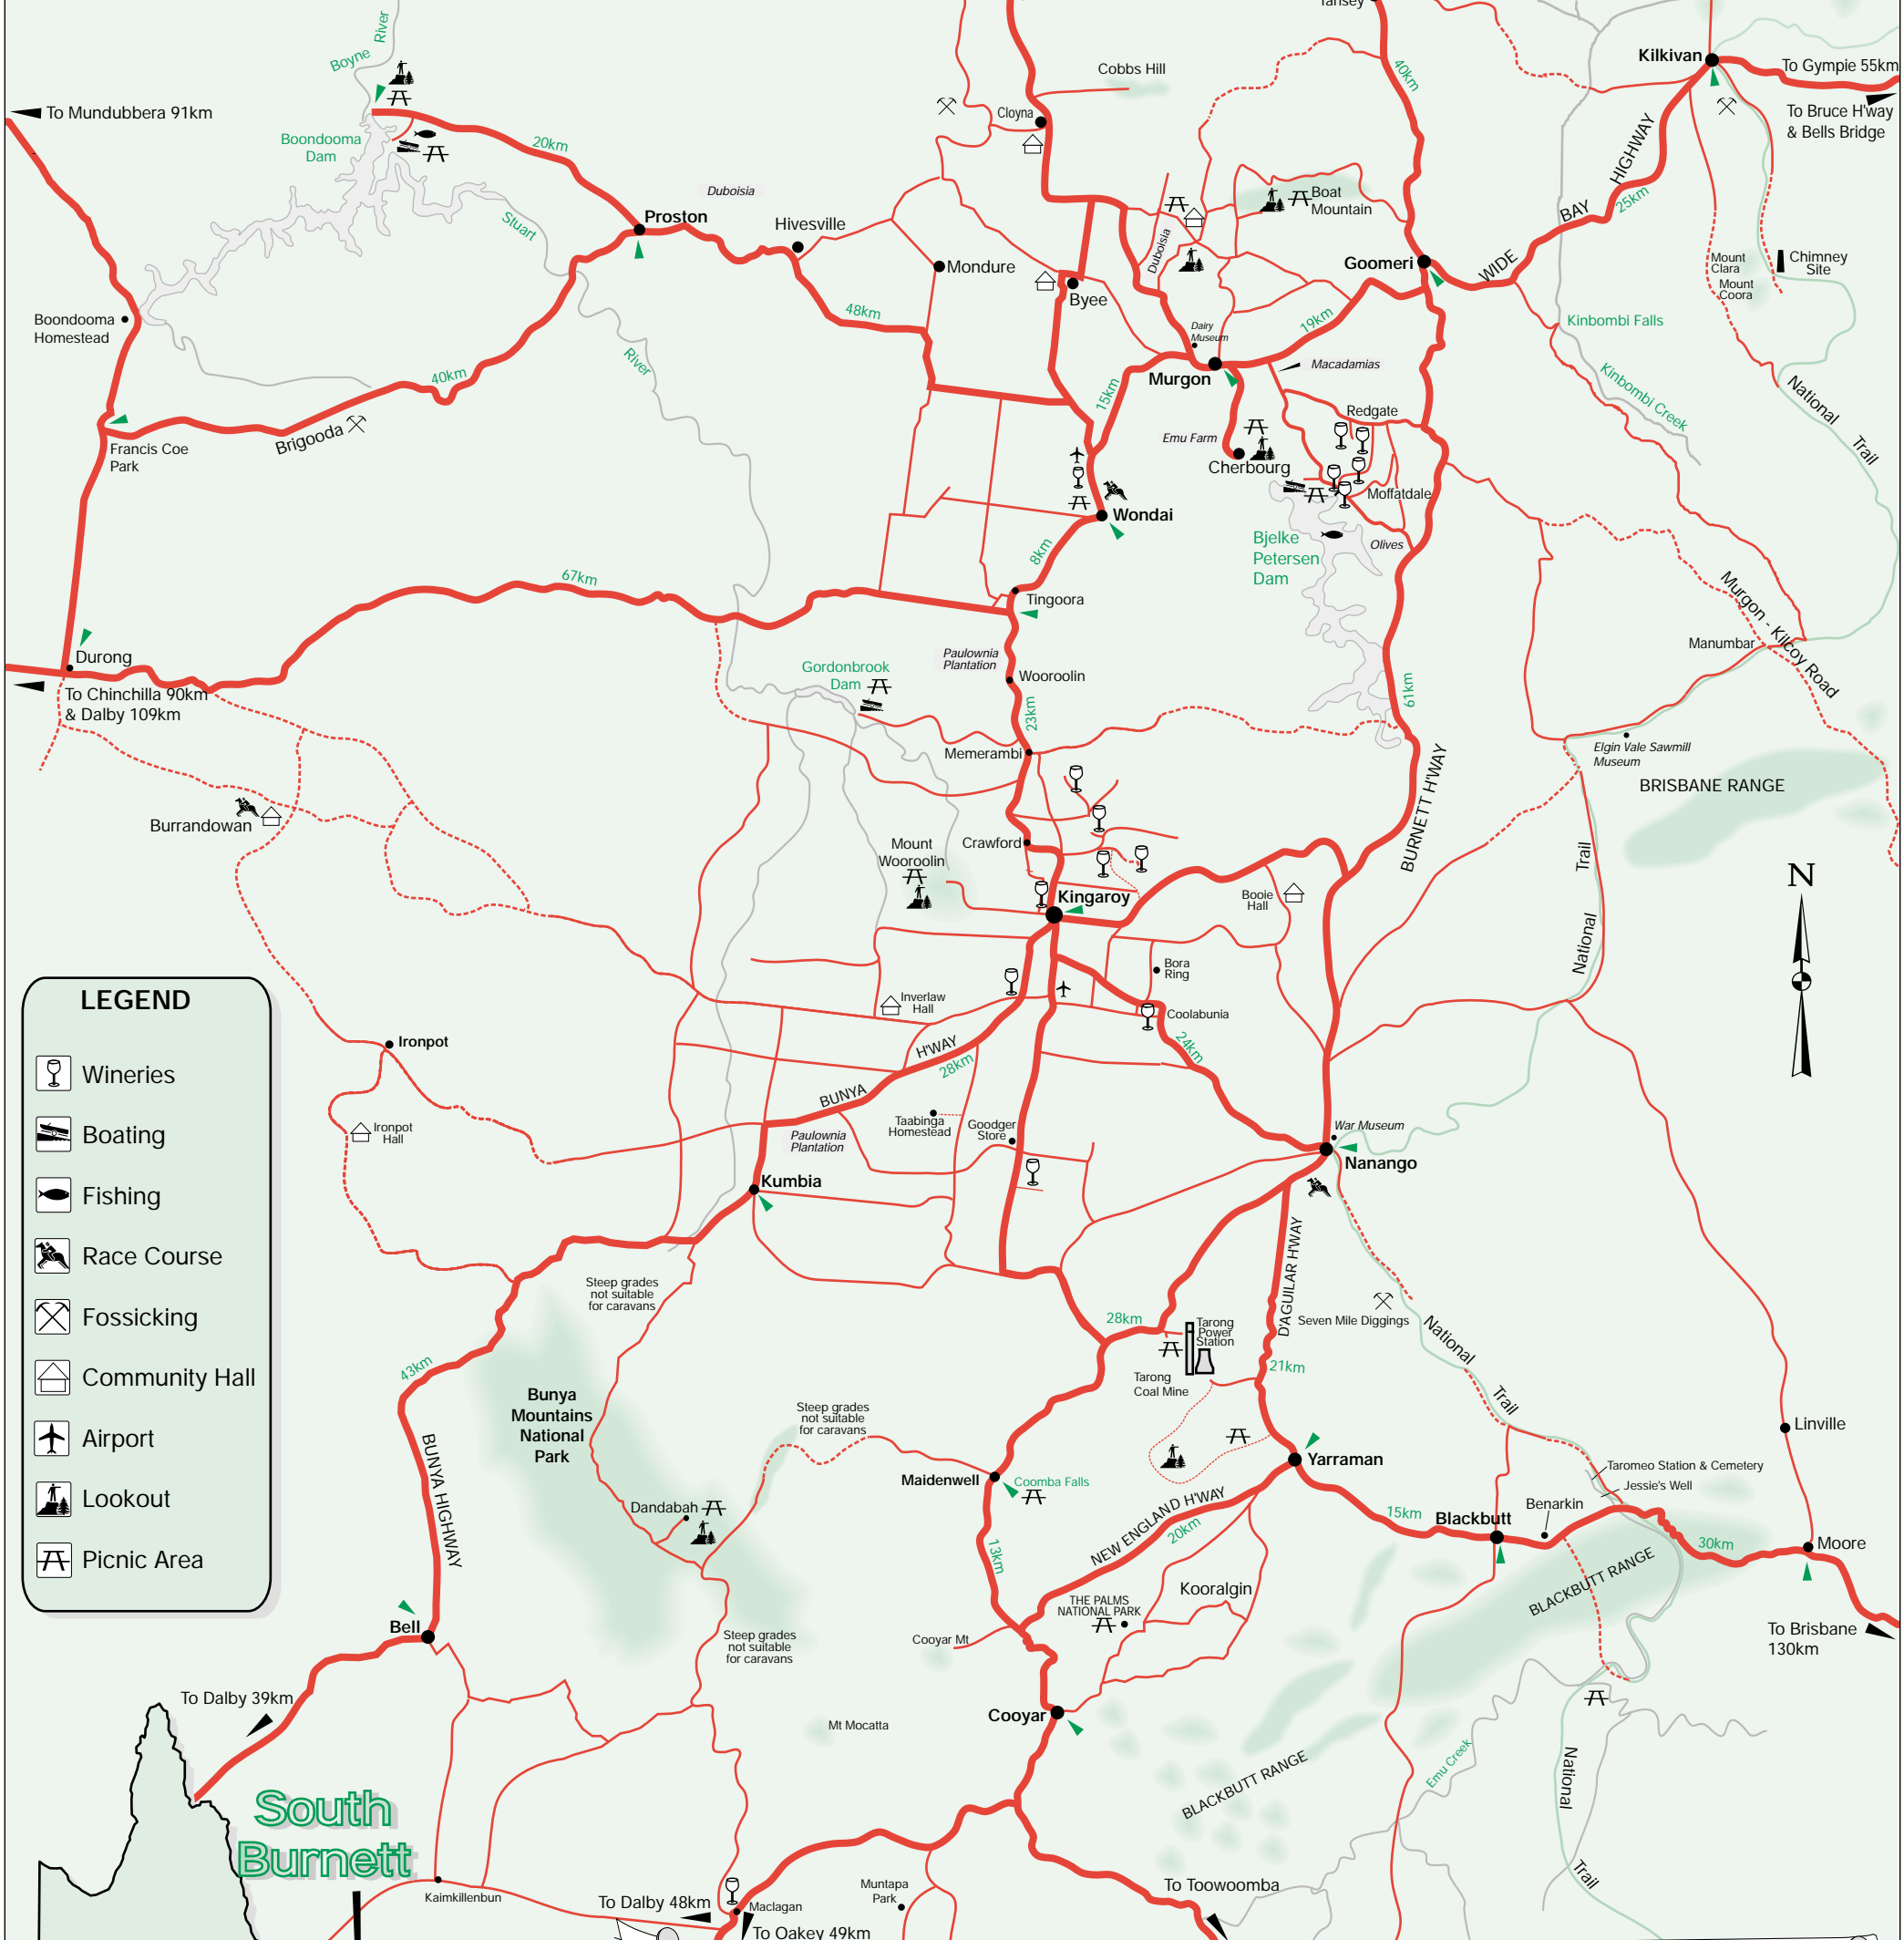 Tansey
River
Boyne
To Mundubbera 91km
Boondooma
Dam
20km
Cobbs Hill
Cloyna
40km
Kilkivan
To Gympie 55km
To Bruce H'way
& Bells Bridge
HIGHWAY
BAY
25km
WIDE
Duboisia
Proston
Hivesville
Stuart
River
Mondure
Byee
Duboisia
Boat
Mountain
Goomeri
Mount
Clara
Mount
Coora
Chimney
Site
Boondooma
Homestead
48km
Dairy
Museum
19km
Kinbombi Falls
Kinbombi Creek
Murgon
Macadamias
40km
15km
National
Trail
Brigooda
Francis Coe
Park
Redgate
Emu Farm
Cherbourg
Moffatdale
Wondai
Bjelke
Petersen
Dam
Olives
8km
67km
Tingoora
Murgon - Kilcoy Road
Manumbar
Durong
To Chinchilla 90km
& Dalby 109km
Gordonbrook
Dam
Paulownia
Plantation
Wooroolin
23km
61km
Memerambi
Elgin Vale Sawmill
Museum
BRISBANE RANGE
BURNETT H'WAY
Burrandowan
Mount
Wooroolin
Crawford
Kingaroy
Booie
Hall
Trail
National
N
Bora
Ring
Inverlaw
Hall
Coolabunia
LEGEND
Wineries
Boating
Fishing
Race Course
Fossicking
Community Hall
Airport
Lookout
Picnic Area
Ironpot
Ironpot
Hall
H'WAY
28km
BUNYA
24km
Taabinga
Homestead
Goodger
Store
Paulownia
Plantation
War Museum
Nanango
Kumbia
Steep grades
not suitable
for caravans
D'AGUILAR H'WAY
28km
Tarong
Power
Station
Seven Mile Diggings
National
Trail
21km
Tarong
Coal Mine
43km
Bunya
Mountains
National
Park
Steep grades
not suitable
for caravans
Linville
BUNYA HIGHWAY
Maidenwell
Coomba Falls
Yarraman
Taromeo Station & Cemetery
Jessie's Well
Dandabah
NEW ENGLAND H'WAY
20km
15km
Blackbutt
Benarkin
30km
Moore
13km
BLACKBUTT RANGE
Kooralgin
THE PALMS
NATIONAL PARK
Bell
Steep grades
not suitable
for caravans
Cooyar Mt
To Brisbane
130km
To Dalby 39km
Cooyar
Mt Mocatta
Emu Creek
BLACKBUTT RANGE
National
Trail
South
Burnett
Kaimkillenbun
To Dalby 48km
Maclagan
To Oakey 49km
Muntapa
Park
To Toowoomba